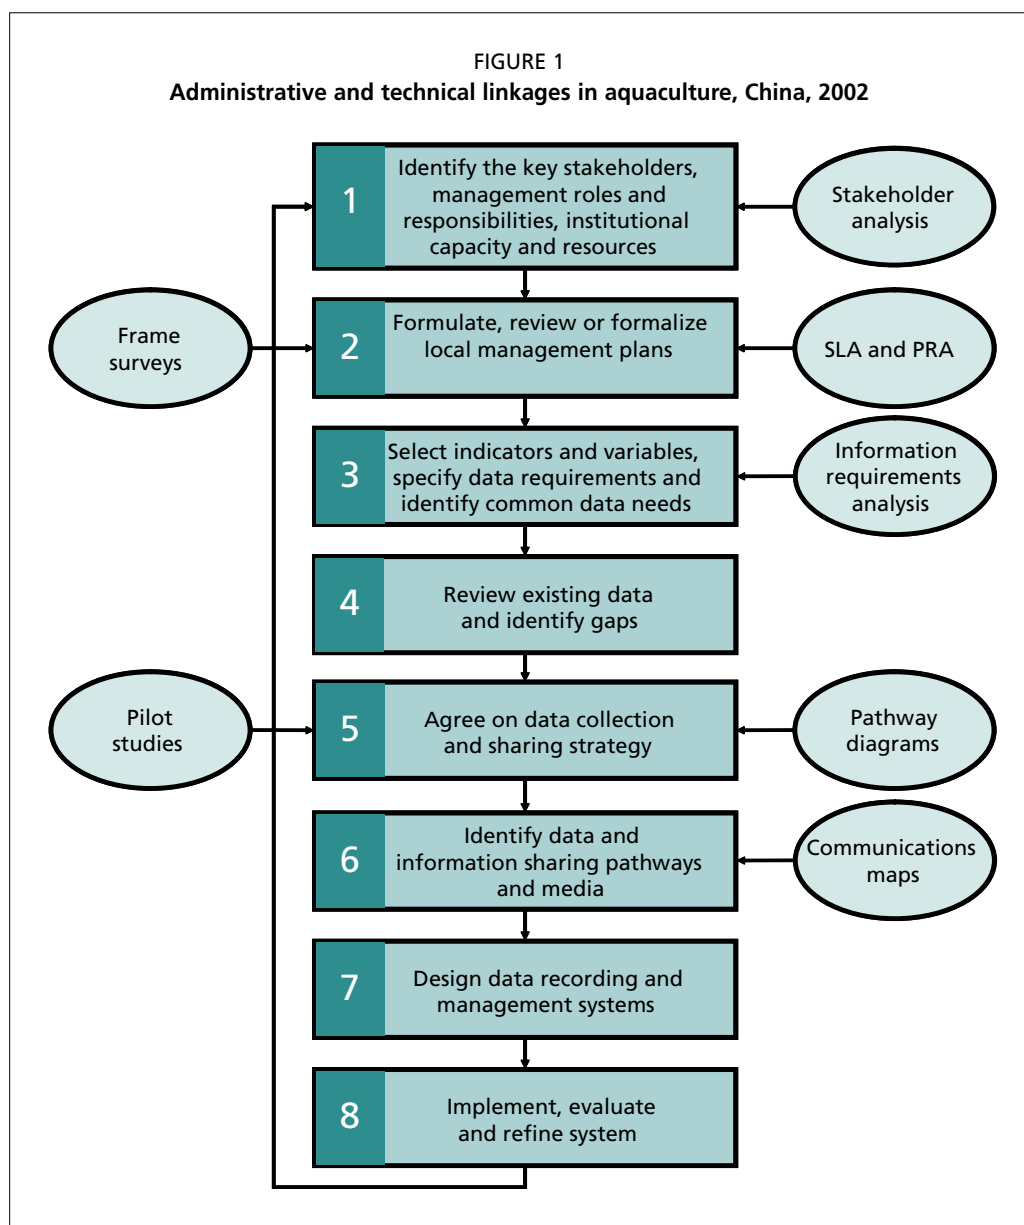 FIGURE 1
Administrative and technical linkages in aquaculture, China, 2002
1
Identify the key stakeholders,
management roles and
responsibilities, institutional
capacity and resources
Stakeholder
analysis
Frame
surveys
2
Formulate, review or formalize
local management plans
SLA and PRA
3
Select indicators and variables,
specify data requirements and
identify common data needs
Information
requirements
analysis
4
Review existing data
and identify gaps
Pilot
studies
5
Agree on data collection
and sharing strategy
Pathway
diagrams
6
Identify data and
information sharing pathways
and media
Communications
maps
7
Design data recording and
management systems
8
Implement, evaluate
and refine system